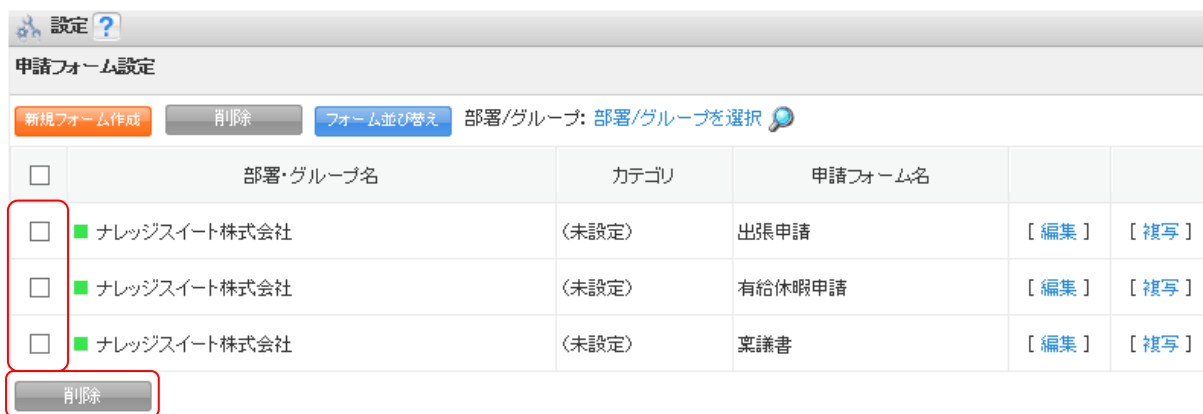 設定 ?
申請フォーム設定
新規フォーム作成 削除 フォーム並び替え 部署/グループ: 部署/グループを選択
部署・グループ名 カテゴリ 申請フォーム名
ナレッジスイート株式会社 (未設定) 出張申請 [ 編集 ] [ 複写 ]
ナレッジスイート株式会社 (未設定) 有給休暇申請 [ 編集 ] [ 複写 ]
ナレッジスイート株式会社 (未設定) 稟議書 [ 編集 ] [ 複写 ]
削除